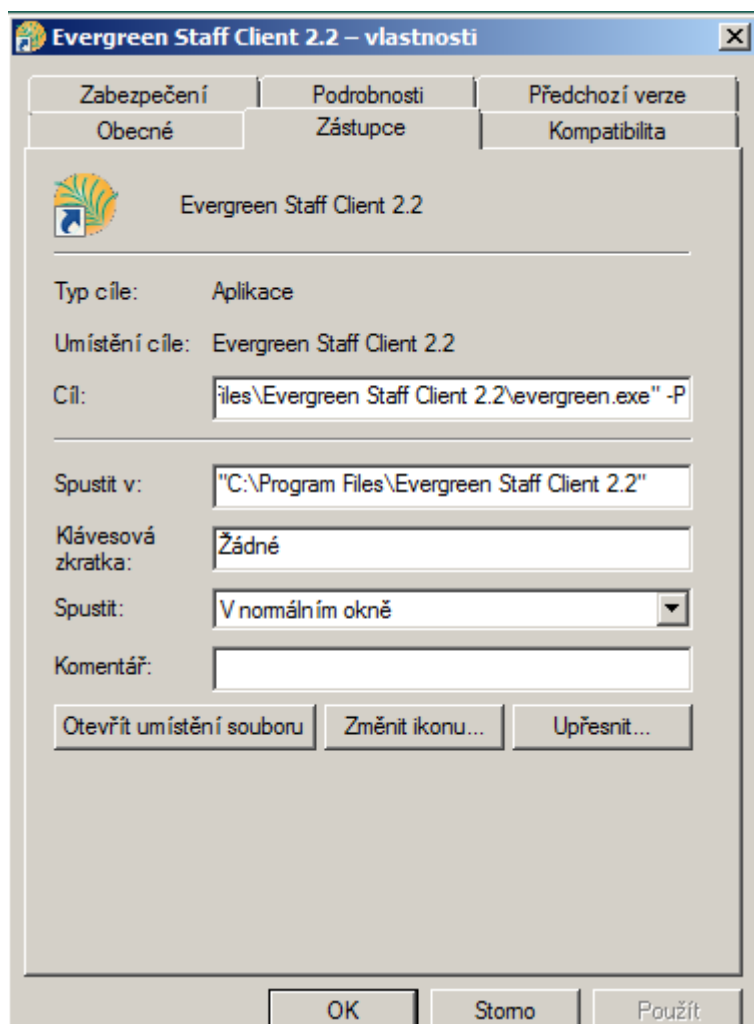 Evergreen Staff Client 2.2 – vlastnosti
Zabezpečení Podrobnosti Předchozí verze
Obecné Zástupce Kompatibilita
Evergreen Staff Client 2.2
Typ cíle: Aplikace
Umístění cíle: Evergreen Staff Client 2.2
Cíl: iles\Evergreen Staff Client 2.2\evergreen.exe" -P
Spustit v: "C:\Program Files\Evergreen Staff Client 2.2"
Klávesová
zkratka: Žádné
Spustit: V normálním okně
Komentář:
Otevřít umístění souboru Změnit ikonu... Upřesnit...
OK Storno Použít